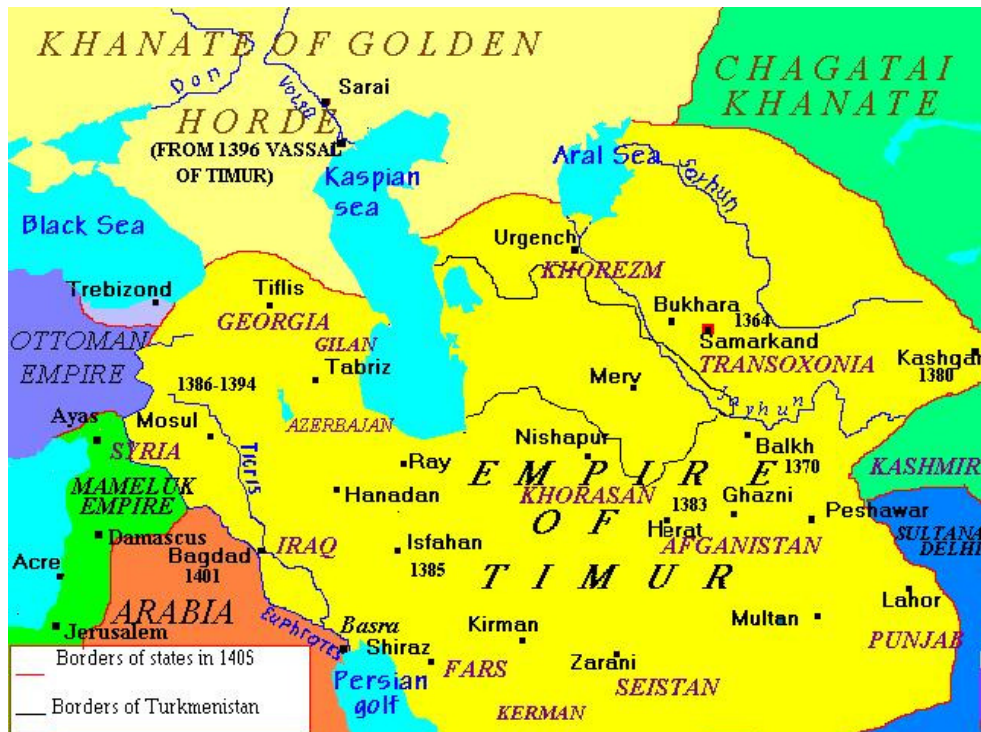 KHANATE OF GOLDEN
HORDE
(FROM 1396 VASSAL
OF TIMUR)
CHAGATAI
KHANATE
Don
Volga
Sarai
Kaspian
sea
Aral Sea
Sorhun
Black Sea
Urgench
KHOREZM
Trebizond
Tiflis
GEORGIA
GILAN
Bukhara
1364
Samarkand
TRANSOXONIA
Kashgar
1380
OTTOMAN
EMPIRE
Tabriz
1386-1394
Merv
Jayhun
Ayas
Mosul
AZERBAJAN
SYRIA
Tigris
Nishapur
Balkh
1370
KASHMIR
Ray
EMPIRE
OF
TIMUR
MAMELUK
EMPIRE
Hanadan
KHORASAN
1383
Ghazni
Peshawar
SULTANA
DELHI
Damascus
Herat
AFGANISTAN
Bagdad
1401
IRAQ
Isfahan
1385
Acre
ARABIA
Lahor
Jerusalem
Euphrotes
Basra
Kirman
Multan
PUNJAB
Shiraz
FARS
Zarani
SEISTAN
Persian
golf
KERMAN
Borders of states in 1405
Borders of Turkmenistan